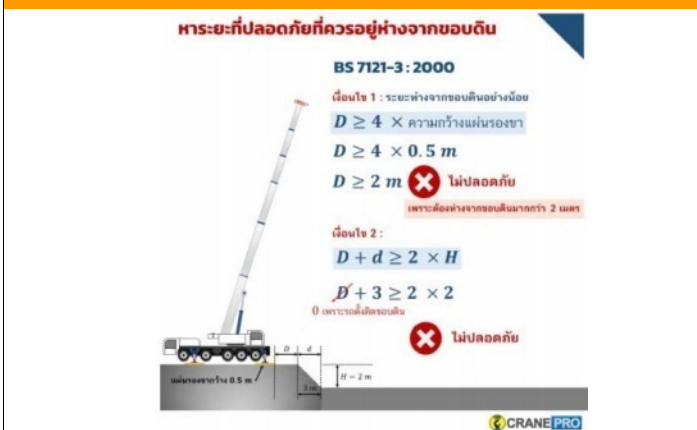 หาระยะที่ปลอดภัยที่ควรอยู่ห่างจากขอบดิน
BS 7121-3 : 2000
เงื่อนไข 1 : ระยะห่างจากขอบดินอย่างน้อย
D ≥ 4 × ความกว้างแผ่นรองขา
D ≥ 4 × 0.5 m
D ≥ 2 m ไม่ปลอดภัย
เพราะต้องห่างจากขอบดินมากกว่า 2 เมตร
เงื่อนไข 2 :
D + d ≥ 2 × H
D + 3 ≥ 2 × 2
0 เพราะรถตั้งติดขอบดิน
ไม่ปลอดภัย
D d
H = 2 m
แผ่นรองขากว้าง 0.5 m
3 m
CRANE PRO